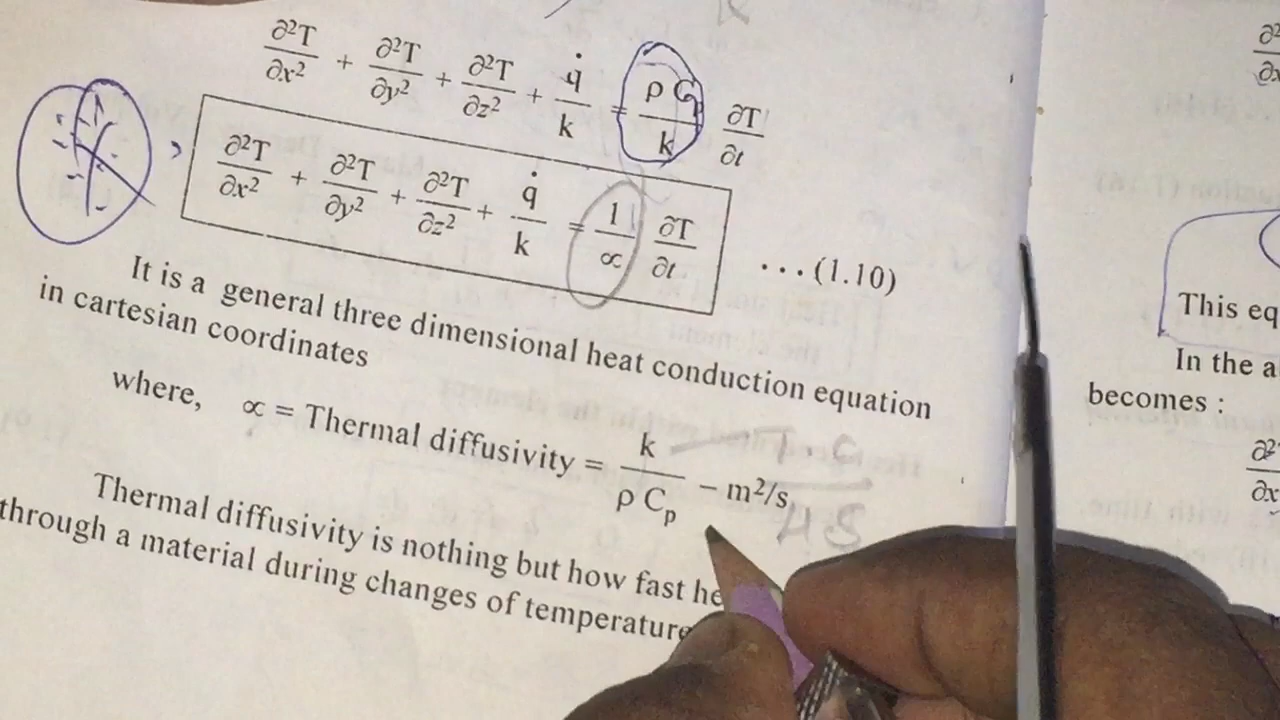 ∂²T/∂x² + ∂²T/∂y² + ∂²T/∂z² + q̇/k = ρ Cp/k ∂T/∂t
∂²T/∂x² + ∂²T/∂y² + ∂²T/∂z² + q̇/k = 1/∝ ∂T/∂t ...(1.10)
It is a general three dimensional heat conduction equation
in cartesian coordinates
where, ∝ = Thermal diffusivity = k/ρ Cp – m²/s
T.C
H.S
Thermal diffusivity is nothing but how fast he
through a material during changes of temperature
This eq
In the a
becomes :